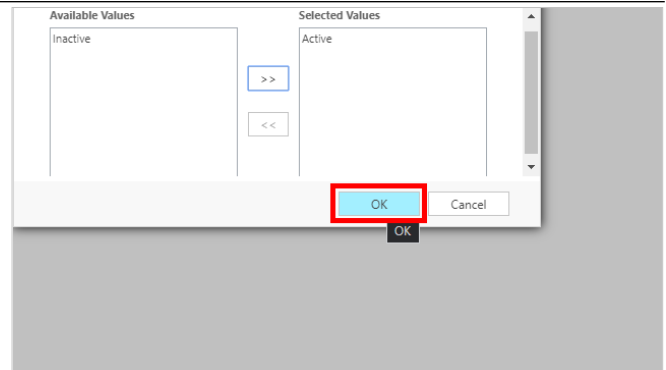 Available Values
Selected Values
Inactive
Active
>>
<<
OK
Cancel
OK